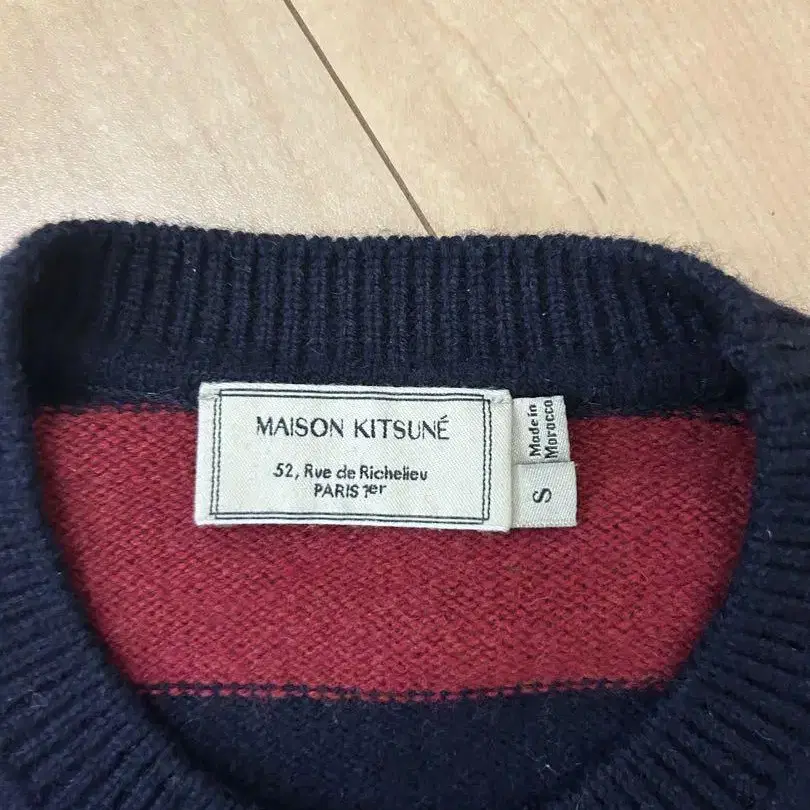 MAISON KITSUNÉ
52, Rue de Richelieu
PARIS 1er
Made in
Morocco
S